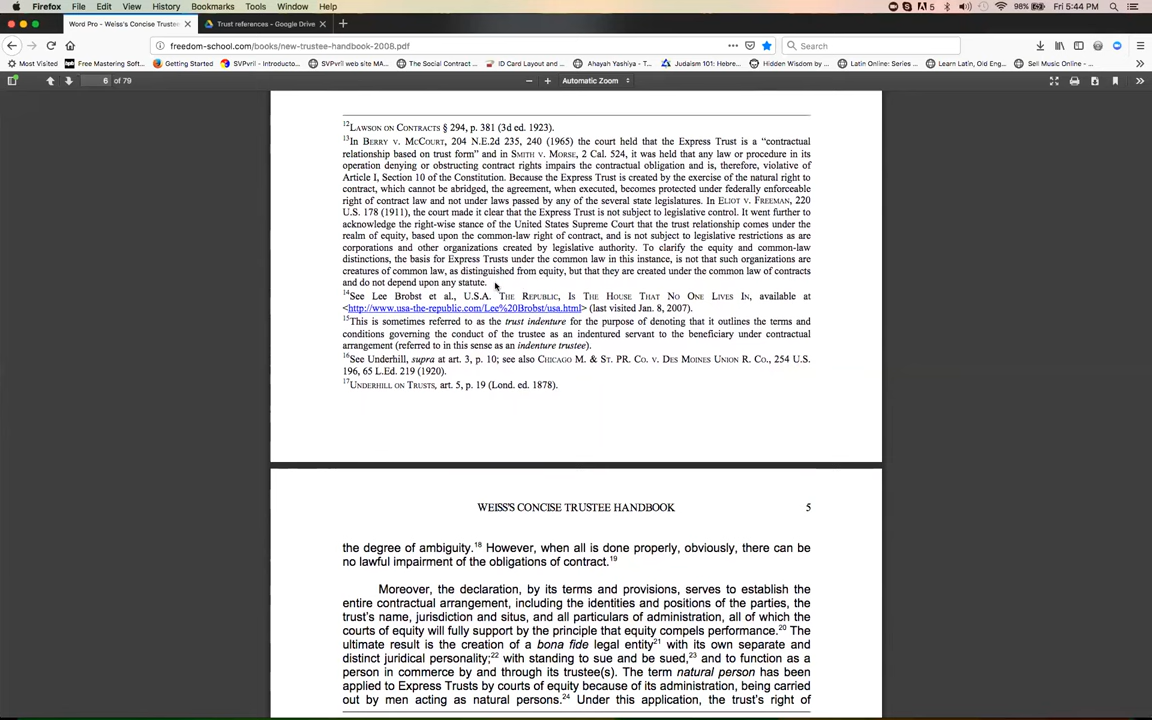 Firefox File Edit View History Bookmarks Tools Window Help 5 98% Fri 5:44 PM
Word Pro - Weiss's Concise Trustee Trust references - Google Drive
freedom-school.com/books/new-trustee-handbook-2008.pdf Search
Most Visited Free Mastering Soft... Getting Started SVPvril - Introducto... SVPvril web site MA... The Social Contract ... ID Card Layout and ... Ahayah Yashiya - T... Judaism 101: Hebre... Hidden Wisdom by ... Latin Online: Series ... Learn Latin, Old Eng... Sell Music Online: ...
6 of 79 Automatic Zoom
12LAWSON ON CONTRACTS § 294, p. 381 (3d ed. 1923).
13In BERRY V. MCCOURT, 204 N.E.2d 235, 240 (1965) the court held that the Express Trust is a “contractual
relationship based on trust form” and in SMITH V. MORSE, 2 Cal. 524, it was held that any law or procedure in its
operation denying or obstructing contract rights impairs the contractual obligation and is, therefore, violative of
Article I, Section 10 of the Constitution. Because the Express Trust is created by the exercise of the natural right to
contract, which cannot be abridged, the agreement, when executed, becomes protected under federally enforceable
right of contract law and not under laws passed by any of the several state legislatures. In ELIOT V. FREEMAN, 220
U.S. 178 (1911), the court made it clear that the Express Trust is not subject to legislative control. It went further to
acknowledge the right-wise stance of the United States Supreme Court that the trust relationship comes under the
realm of equity, based upon the common-law right of contract, and is not subject to legislative restrictions as are
corporations and other organizations created by legislative authority. To clarify the equity and common-law
distinctions, the basis for Express Trusts under the common law in this instance, is not that such organizations are
creatures of common law, as distinguished from equity, but that they are created under the common law of contracts
and do not depend upon any statute.
14See Lee Brobst et al., U.S.A. THE REPUBLIC, IS THE HOUSE THAT NO ONE LIVES IN, available at
<http://www.usa-the-republic.com/Lee%20Brobst/usa.html> (last visited Jan. 8, 2007).
15This is sometimes referred to as the trust indenture for the purpose of denoting that it outlines the terms and
conditions governing the conduct of the trustee as an indentured servant to the beneficiary under contractual
arrangement (referred to in this sense as an indenture trustee).
16See Underhill, supra at art. 3, p. 10; see also CHICAGO M. & ST. PR. CO. V. DES MOINES UNION R. CO., 254 U.S.
196, 65 L.Ed. 219 (1920).
17UNDERHILL ON TRUSTS, art. 5, p. 19 (Lond. ed. 1878).
WEISS'S CONCISE TRUSTEE HANDBOOK 5
the degree of ambiguity.18 However, when all is done properly, obviously, there can be
no lawful impairment of the obligations of contract.19
Moreover, the declaration, by its terms and provisions, serves to establish the
entire contractual arrangement, including the identities and positions of the parties, the
trust's name, jurisdiction and situs, and all particulars of administration, all of which the
courts of equity will fully support by the principle that equity compels performance.20 The
ultimate result is the creation of a bona fide legal entity21 with its own separate and
distinct juridical personality;22 with standing to sue and be sued,23 and to function as a
person in commerce by and through its trustee(s). The term natural person has been
applied to Express Trusts by courts of equity because of its administration, being carried
out by men acting as natural persons.24 Under this application, the trust's right of